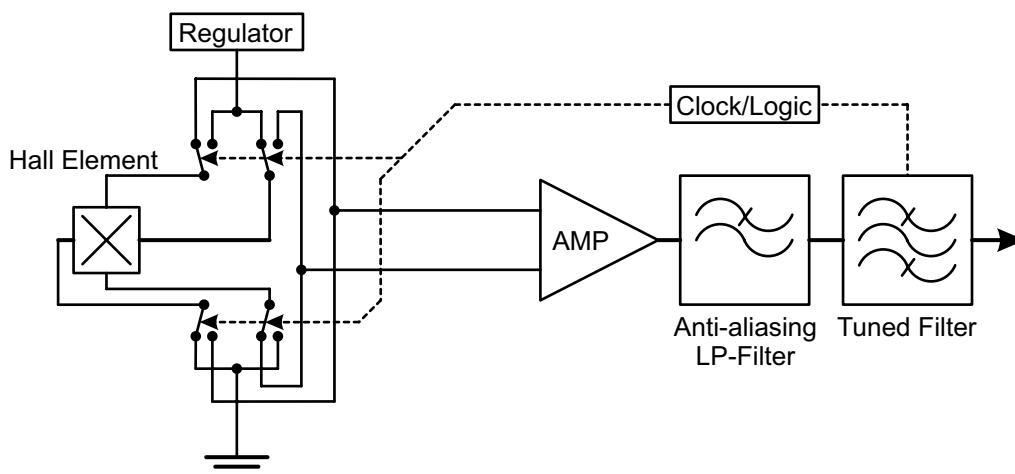 Regulator
Clock/Logic
Hall Element
AMP
Anti-aliasing
LP-Filter
Tuned Filter